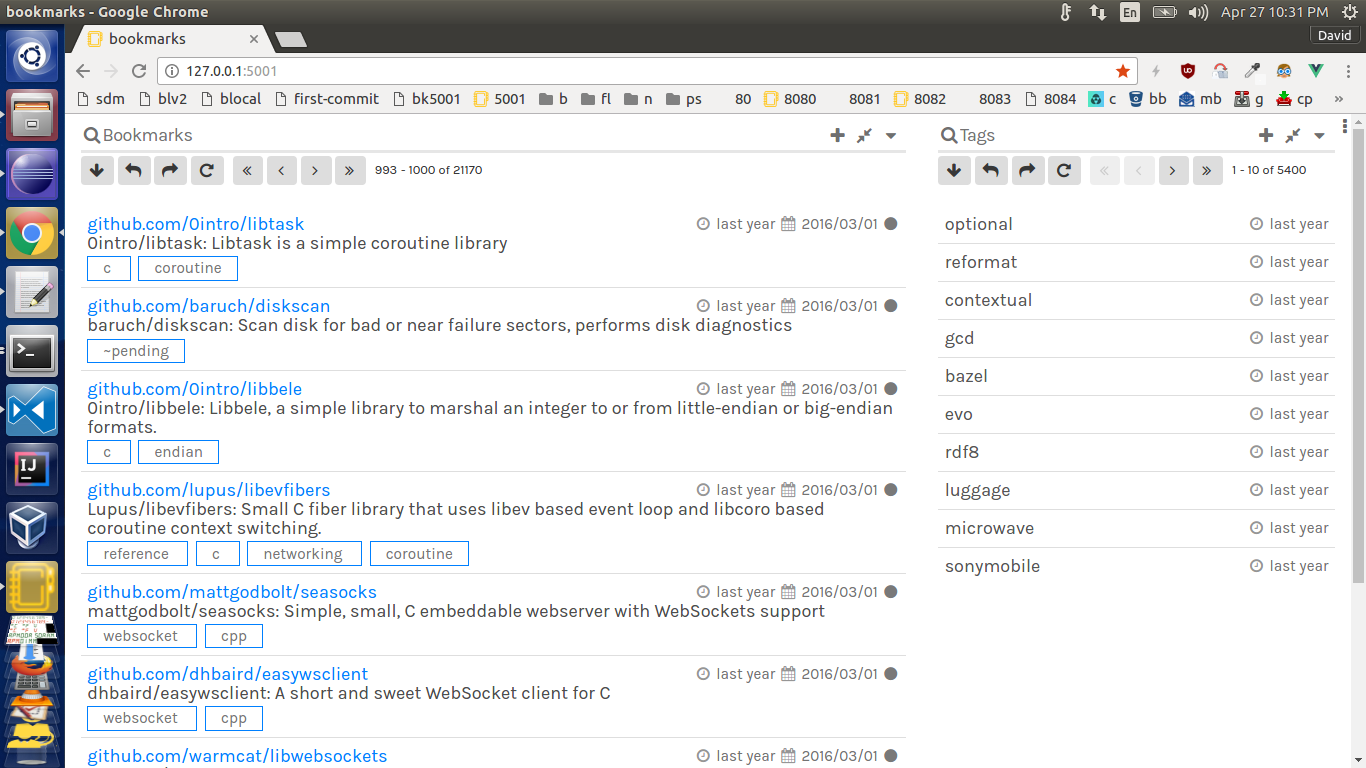 bookmarks - Google Chrome
En
Apr 27 10:31 PM
David
bookmarks
127.0.0.1:5001
sdm blv2 blocal first-commit bk5001 5001 b fl n ps 80 8080 8081 8082 8083 8084 c bb mb g cp »
Bookmarks
993 - 1000 of 21170
github.com/0intro/libtask last year 2016/03/01
0intro/libtask: Libtask is a simple coroutine library
c coroutine
github.com/baruch/diskscan last year 2016/03/01
baruch/diskscan: Scan disk for bad or near failure sectors, performs disk diagnostics
~pending
github.com/0intro/libbele last year 2016/03/01
0intro/libbele: Libbele, a simple library to marshal an integer to or from little-endian or big-endian
formats.
c endian
github.com/lupus/libevfibers last year 2016/03/01
Lupus/libevfibers: Small C fiber library that uses libev based event loop and libcoro based
coroutine context switching.
reference c networking coroutine
github.com/mattgodbolt/seasocks last year 2016/03/01
mattgodbolt/seasocks: Simple, small, C embeddable webserver with WebSockets support
websocket cpp
github.com/dhbaird/easywsclient last year 2016/03/01
dhbaird/easywsclient: A short and sweet WebSocket client for C
websocket cpp
github.com/warmcat/libwebsockets last year 2016/03/01
Tags
1 - 10 of 5400
optional last year
reformat last year
contextual last year
gcd last year
bazel last year
evo last year
rdf8 last year
luggage last year
microwave last year
sonymobile last year
IJ